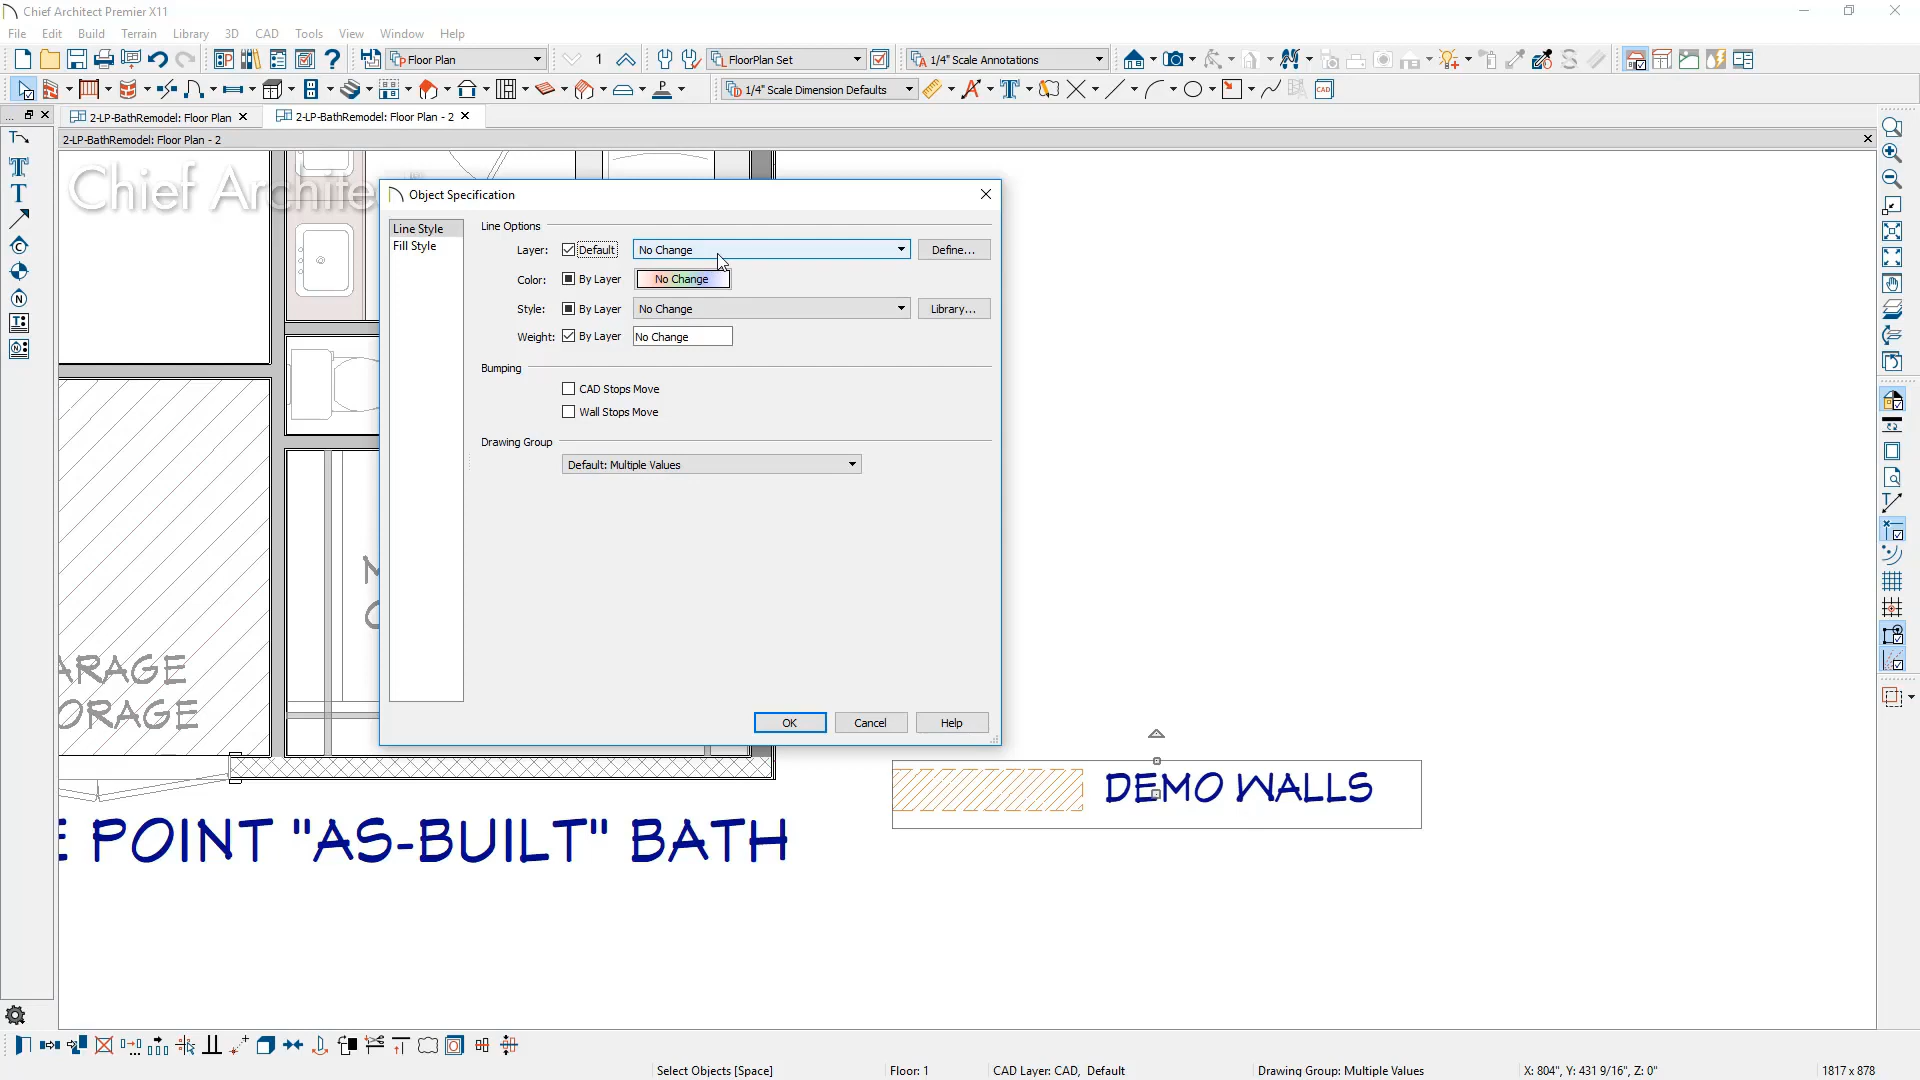 Chief Architect Premier X11
File Edit Build Terrain Library 3D CAD Tools View Window Help
Floor Plan 1 FloorPlan Set 1/4" Scale Annotations
1/4" Scale Dimension Defaults CAD
2-LP-BathRemodel: Floor Plan 2-LP-BathRemodel: Floor Plan - 2
2-LP-BathRemodel: Floor Plan - 2
Chief Archite
Object Specification
Line Style
Fill Style
Line Options
Layer: Default No Change Define...
Color: By Layer No Change
Style: By Layer No Change Library...
Weight: By Layer No Change
Bumping
CAD Stops Move
Wall Stops Move
Drawing Group
Default: Multiple Values
OK Cancel Help
ARAGE
ORAGE
DEMO WALLS
E POINT "AS-BUILT" BATH
Select Objects [Space] Floor: 1 CAD Layer: CAD, Default Drawing Group: Multiple Values X: 804", Y: 431 9/16", Z: 0" 1817 x 878